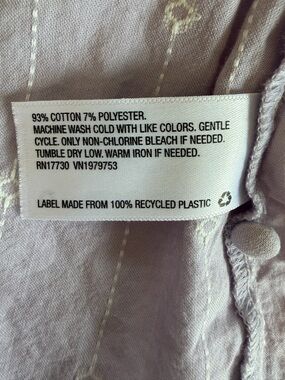 93% COTTON 7% POLYESTER.
MACHINE WASH COLD WITH LIKE COLORS. GENTLE
CYCLE. ONLY NON-CHLORINE BLEACH IF NEEDED.
TUMBLE DRY LOW. WARM IRON IF NEEDED.
RN17730 VN1979753
LABEL MADE FROM 100% RECYCLED PLASTIC